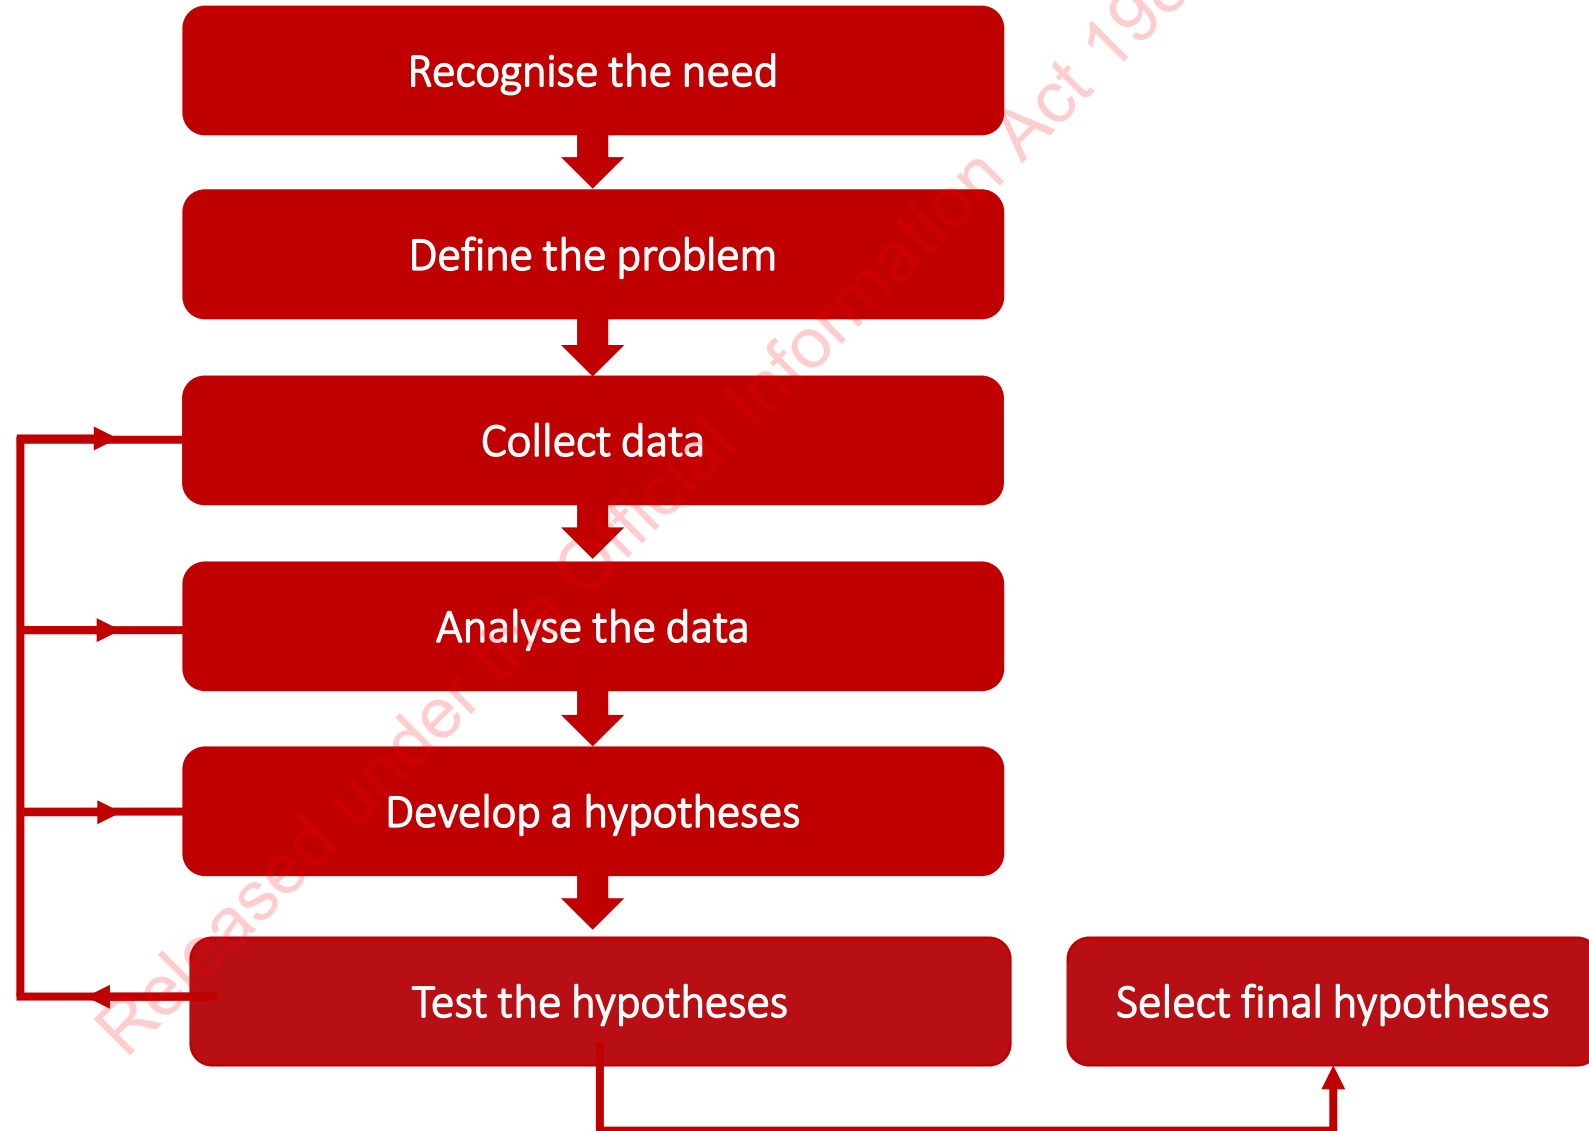 Recognise the need
Define the problem
Collect data
Analyse the data
Develop a hypotheses
Test the hypotheses
Select final hypotheses
Released under the Official Information Act